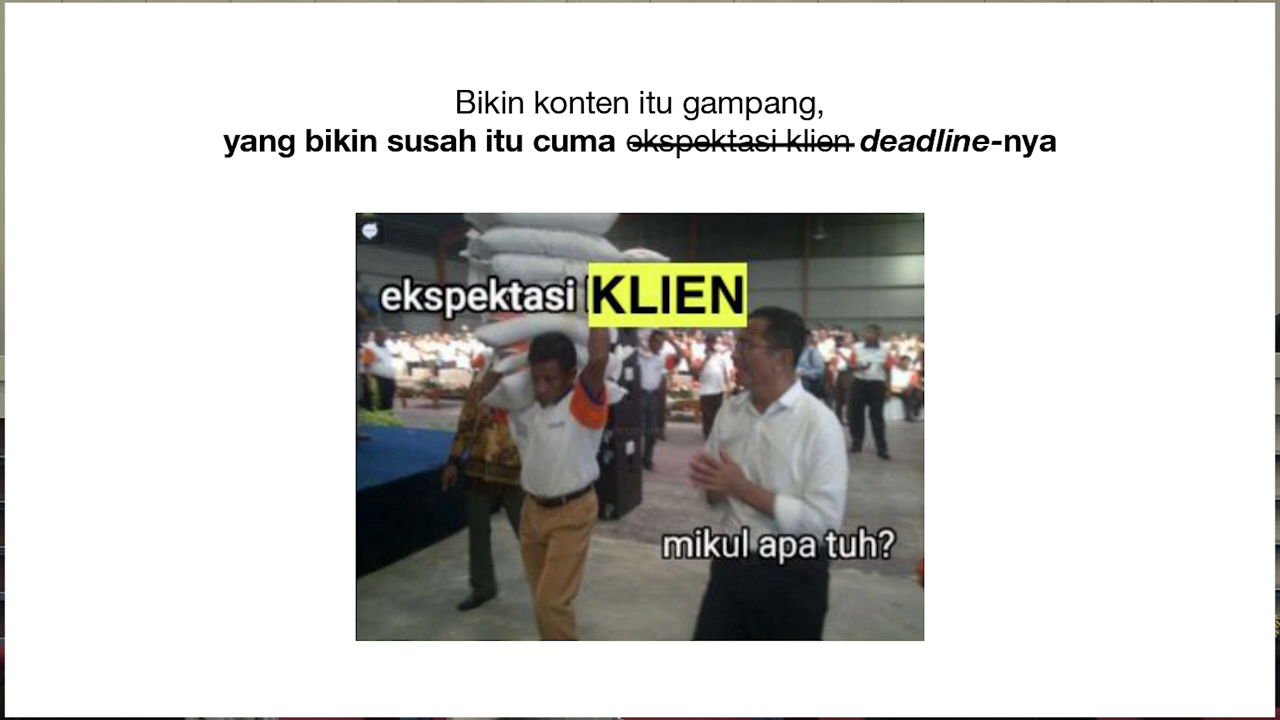 Bikin konten itu gampang,
yang bikin susah itu cuma ekspektasi klien deadline-nya
ekspektasi KLIEN
mikul apa tuh?